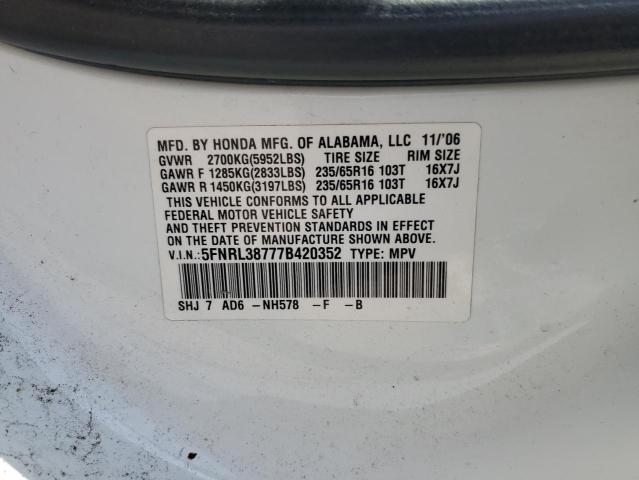 MFD. BY HONDA MFG. OF ALABAMA, LLC 11/'06
GVWR 2700KG(5952LBS) TIRE SIZE RIM SIZE
GAWR F 1285KG(2833LBS) 235/65R16 103T 16X7J
GAWR R 1450KG(3197LBS) 235/65R16 103T 16X7J
THIS VEHICLE CONFORMS TO ALL APPLICABLE
FEDERAL MOTOR VEHICLE SAFETY
AND THEFT PREVENTION STANDARDS IN EFFECT
ON THE DATE OF MANUFACTURE SHOWN ABOVE.
V.I.N.: 5FNRL38777B420352 TYPE: MPV
SHJ 7 AD6 -NH578 -F -B